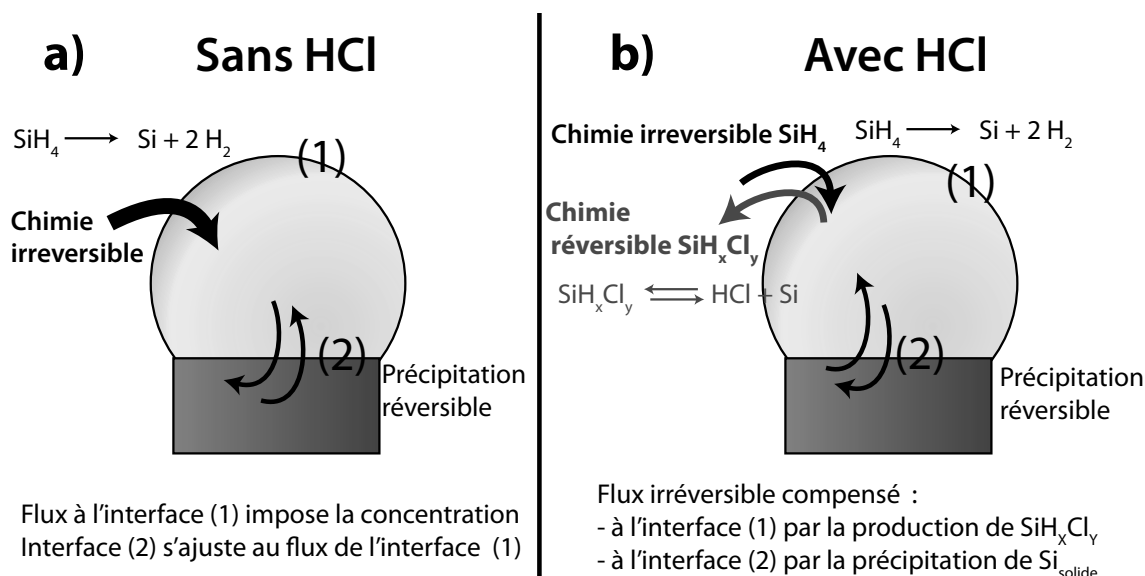 a) Sans HCl
SiH4 ⟶ Si + 2 H2
(1)
Chimie
irreversible
(2)
Précipitation
réversible
Flux à l'interface (1) impose la concentration
Interface (2) s'ajuste au flux de l'interface (1)
b) Avec HCl
Chimie irreversible SiH4
SiH4 ⟶ Si + 2 H2
(1)
Chimie
réversible SiHxCly
SiHxCly ⇌ HCl + Si
(2)
Précipitation
réversible
Flux irréversible compensé :
- à l'interface (1) par la production de SiHxClY
- à l'interface (2) par la précipitation de Sisolide